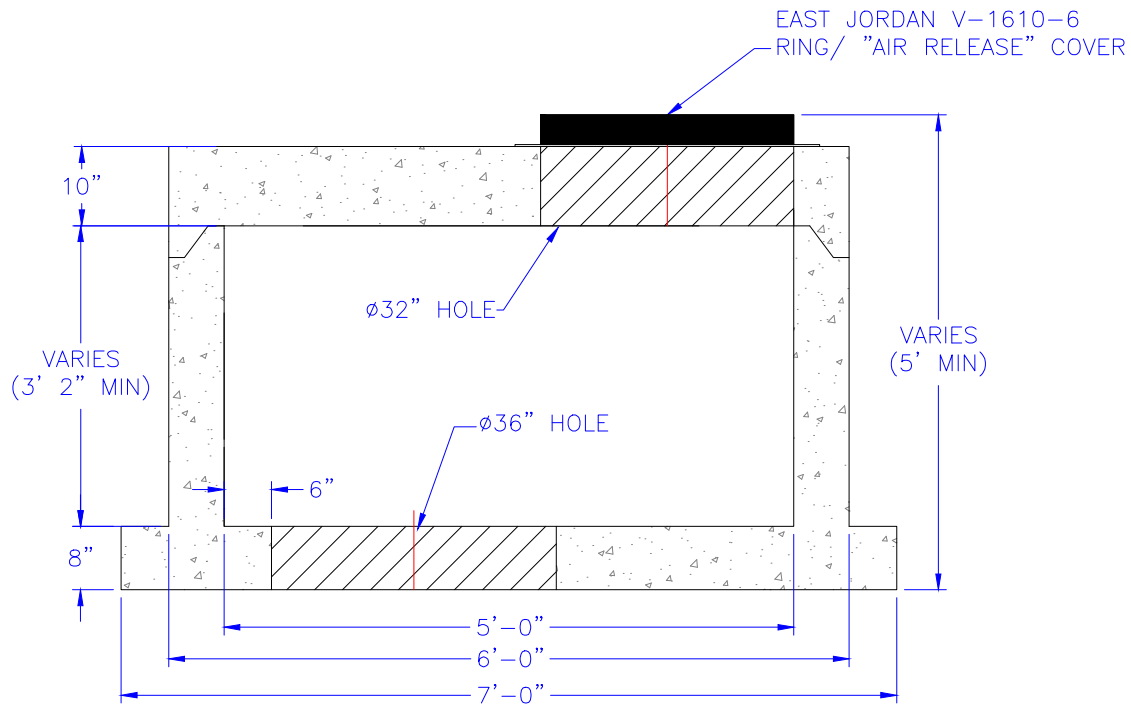 EAST JORDAN V-1610-6
RING/ ”AIR RELEASE” COVER
10”
ø32” HOLE
VARIES
(5' MIN)
VARIES
(3' 2” MIN)
ø36” HOLE
6”
8”
5'-0”
6'-0”
7'-0”